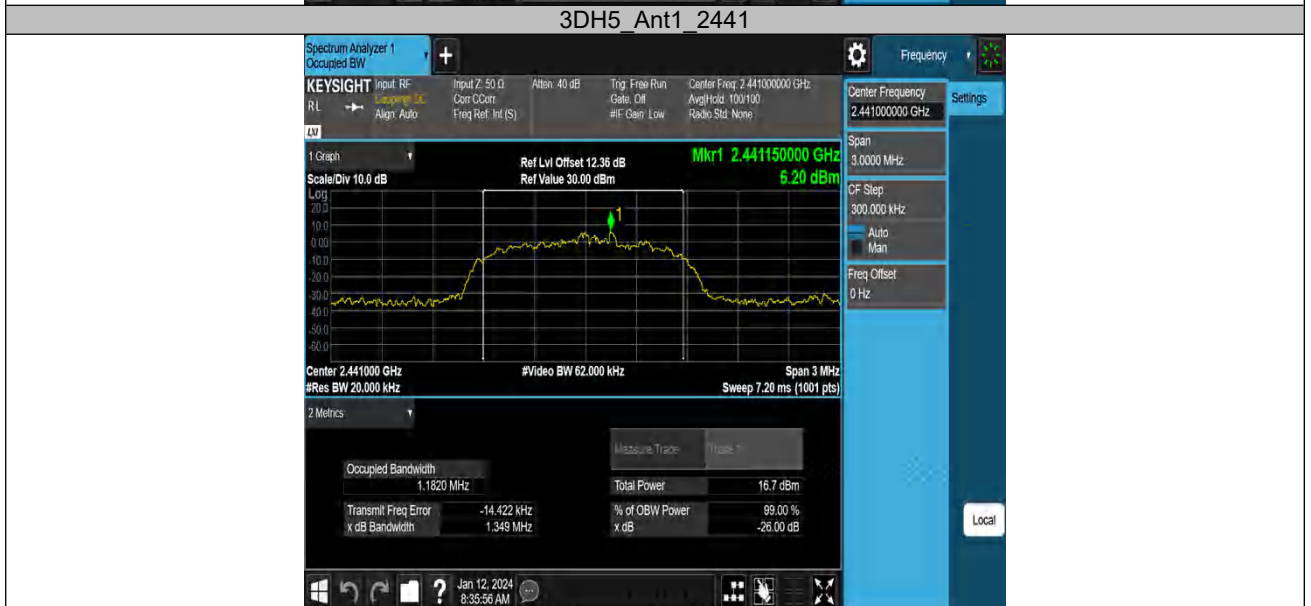 3DH5_Ant1_2441
Spectrum Analyzer 1
Occupied BW
Frequency
KEYSIGHT
Input: RF
Coupling: DC
Align: Auto
RL
LXI
Input Z: 50 Ω
Corr CCorr
Freq Ref: Int (S)
Atten: 40 dB
Trig: Free Run
Gate: Off
#IF Gain: Low
Center Freq: 2.441000000 GHz
Avg|Hold: 100/100
Radio Std: None
Center Frequency
2.441000000 GHz
Settings
Span
3.0000 MHz
CF Step
300.000 kHz
Auto
Man
Freq Offset
0 Hz
1 Graph
Scale/Div 10.0 dB
Ref Lvl Offset 12.36 dB
Ref Value 30.00 dBm
Mkr1 2.441150000 GHz
6.20 dBm
Log
20.0
10.0
0.00
-10.0
-20.0
-30.0
-40.0
-50.0
-60.0
1
Center 2.441000 GHz
#Res BW 20.000 kHz
#Video BW 62.000 kHz
Span 3 MHz
Sweep 7.20 ms (1001 pts)
2 Metrics
Measure Trace
Trace 1
Occupied Bandwidth
1.1820 MHz
Total Power
16.7 dBm
Transmit Freq Error
-14.422 kHz
% of OBW Power
99.00 %
x dB Bandwidth
1.349 MHz
x dB
-26.00 dB
Local
?
Jan 12, 2024
8:35:56 AM